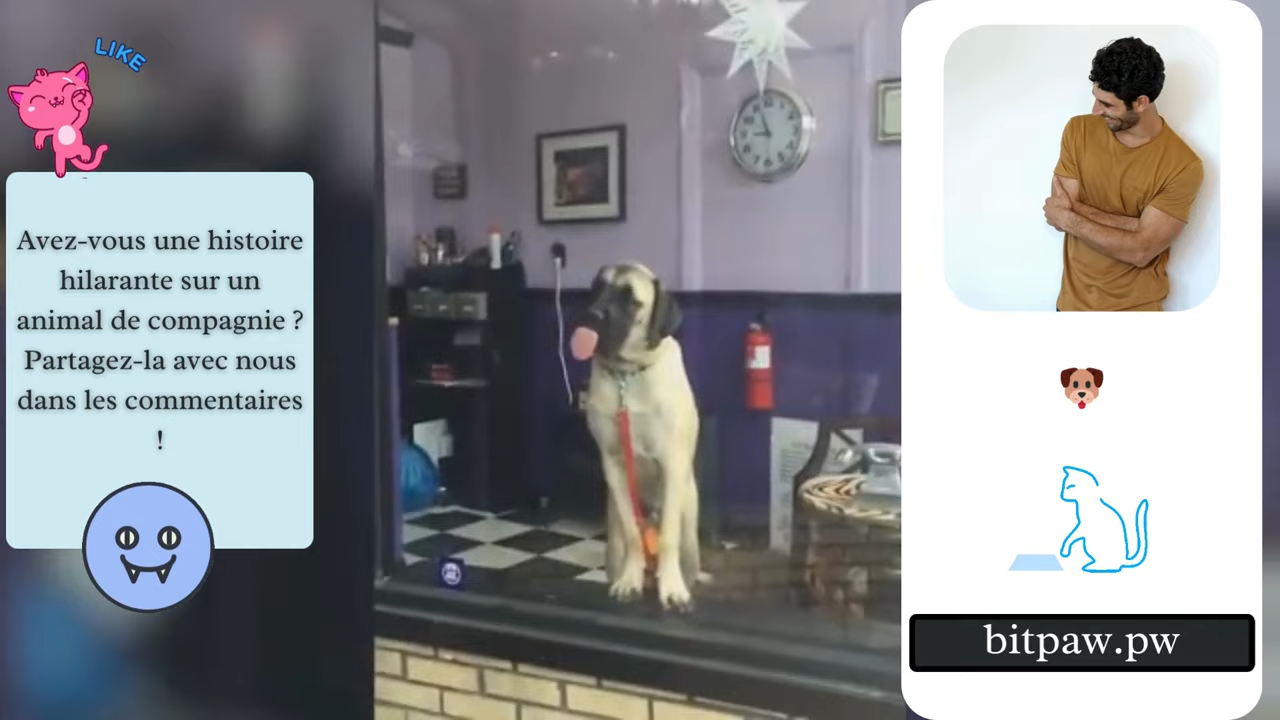 LIKE
Avez-vous une histoire
hilarante sur un
animal de compagnie ?
Partagez-la avec nous
dans les commentaires
!
bitpaw.pw